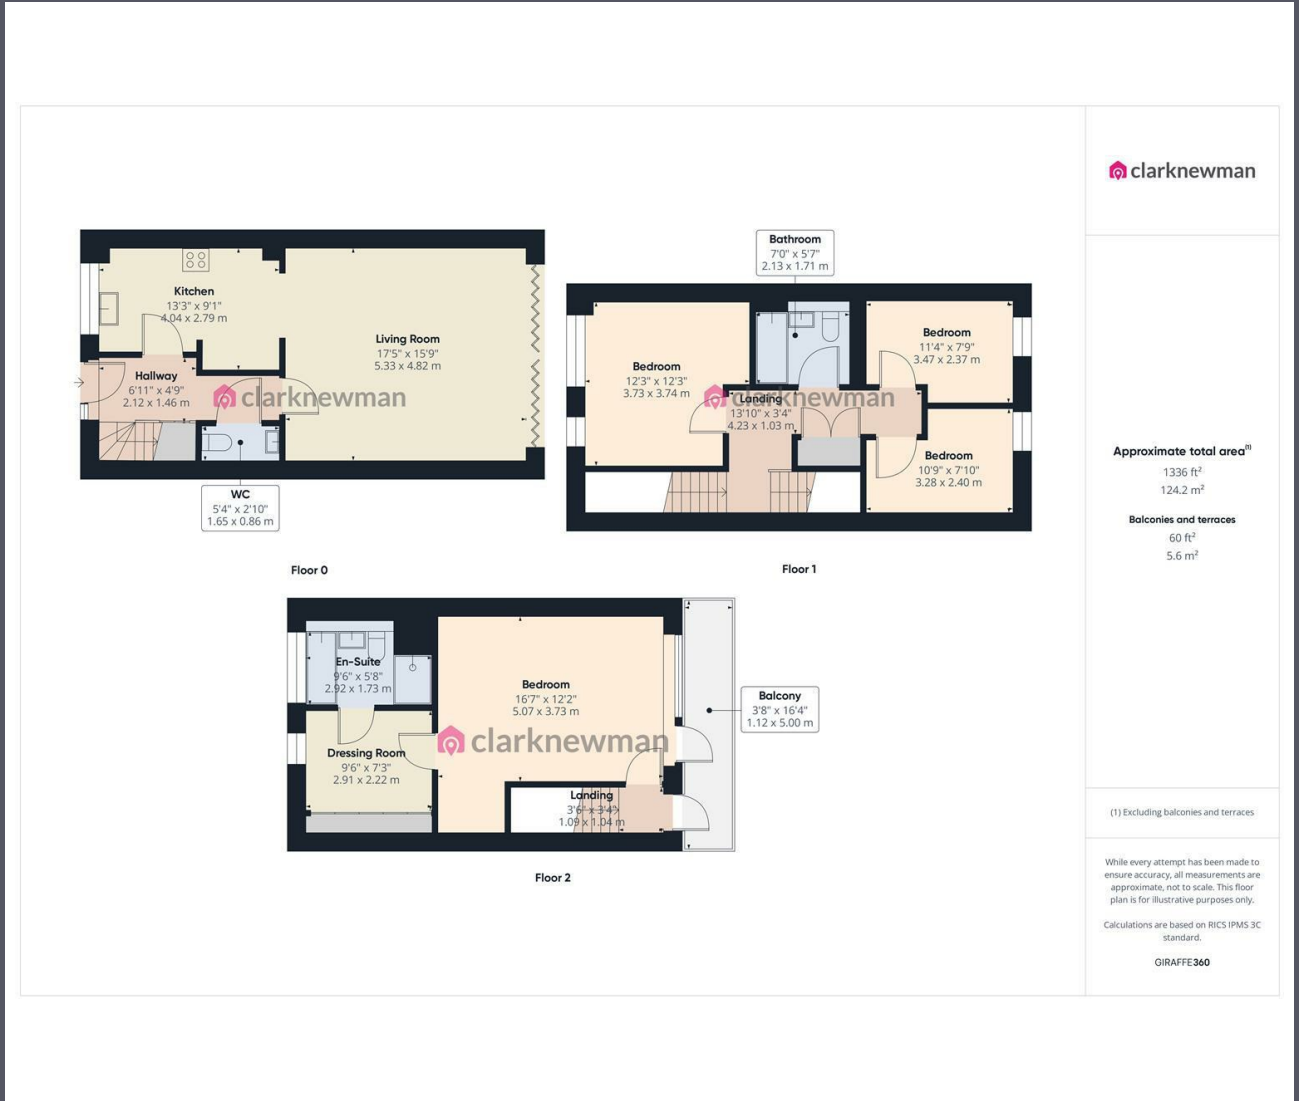 clarknewman
Kitchen
13'3" x 9'1"
4.04 x 2.79 m
Living Room
17'5" x 15'9"
5.33 x 4.82 m
Hallway
6'11" x 4'9"
2.12 x 1.46 m
clarknewman
WC
5'4" x 2'10"
1.65 x 0.86 m
Floor 0
Bathroom
7'0" x 5'7"
2.13 x 1.71 m
Bedroom
12'3" x 12'3"
3.73 x 3.74 m
Bedroom
11'4" x 7'9"
3.47 x 2.37 m
clarknewman
Landing
13'10" x 3'4"
4.23 x 1.03 m
Bedroom
10'9" x 7'10"
3.28 x 2.40 m
Floor 1
En-Suite
9'6" x 5'8"
2.92 x 1.73 m
Bedroom
16'7" x 12'2"
5.07 x 3.73 m
Balcony
3'8" x 16'4"
1.12 x 5.00 m
clarknewman
Dressing Room
9'6" x 7'3"
2.91 x 2.22 m
Landing
3'6" x 3'4"
1.09 x 1.04 m
Floor 2
Approximate total area(1)
1336 ft²
124.2 m²
Balconies and terraces
60 ft²
5.6 m²
(1) Excluding balconies and terraces
While every attempt has been made to
ensure accuracy, all measurements are
approximate, not to scale. This floor
plan is for illustrative purposes only.
Calculations are based on RICS IPMS 3C
standard.
GIRAFFE360